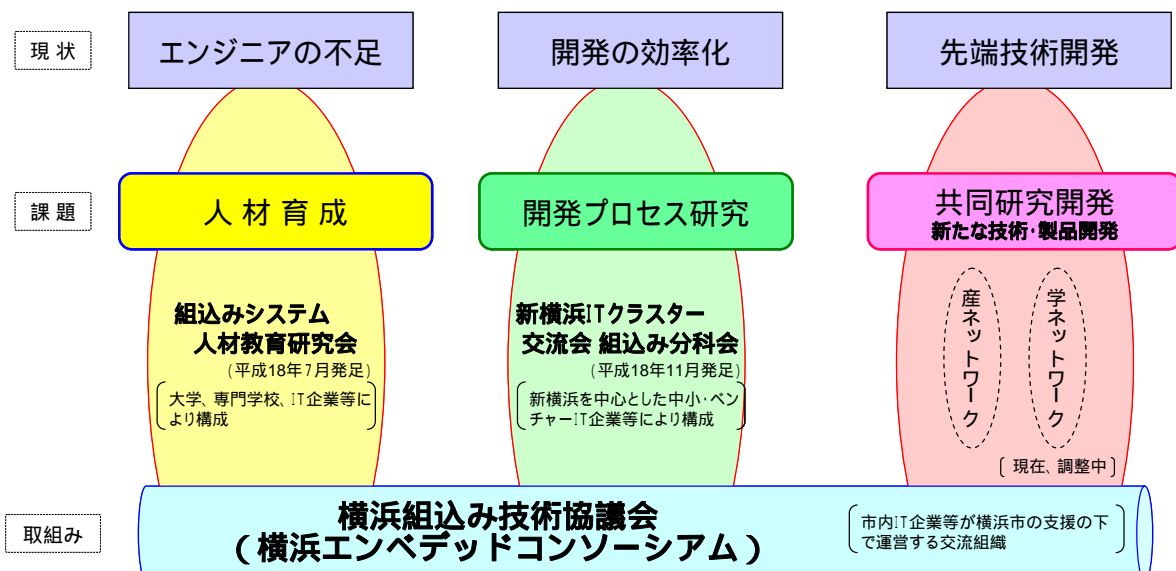 現 状
エンジニアの不足
開発の効率化
先端技術開発
課 題
人 材 育 成
開発プロセス研究
共同研究開発
新たな技術・製品開発
組込みシステム
人材教育研究会
(平成18年7月発足)
大学、専門学校、IT企業等に
より構成
新横浜ITクラスター
交流会 組込み分科会
(平成18年11月発足)
新横浜を中心とした中小・ベン
チャーIT企業等により構成
産ネットワーク
学ネットワーク
〔 現在、調整中 〕
取組み
横浜組込み技術協議会
（横浜エンベデッドコンソーシアム）
市内IT企業等が横浜市の支援の下
で運営する交流組織